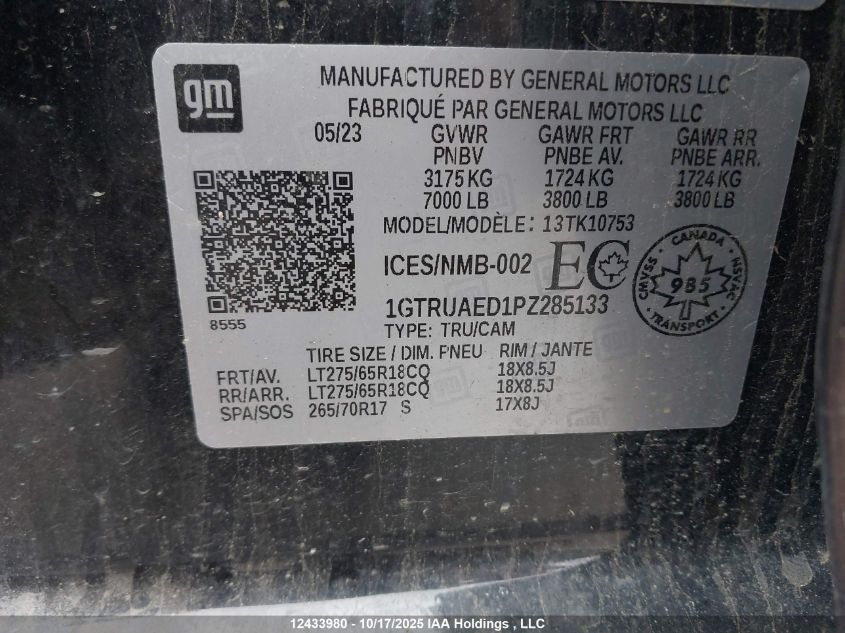 gm
MANUFACTURED BY GENERAL MOTORS LLC
FABRIQUÉ PAR GENERAL MOTORS LLC
05/23 GVWR GAWR FRT GAWR RR
PNBV PNBE AV. PNBE ARR.
3175 KG 1724 KG 1724 KG
7000 LB 3800 LB 3800 LB
MODEL/MODÈLE: 13TK10753
ICES/NMB-002 EC
CANADA
CMVSS 985 NSVAC
TRANSPORT
1GTRUAED1PZ285133
8555
TYPE: TRU/CAM
TIRE SIZE / DIM. PNEU RIM / JANTE
FRT/AV. LT275/65R18CQ 18X8.5J
RR/ARR. LT275/65R18CQ 18X8.5J
SPA/SOS 265/70R17 S 17X8J
12433980 - 10/17/2025 IAA Holdings , LLC